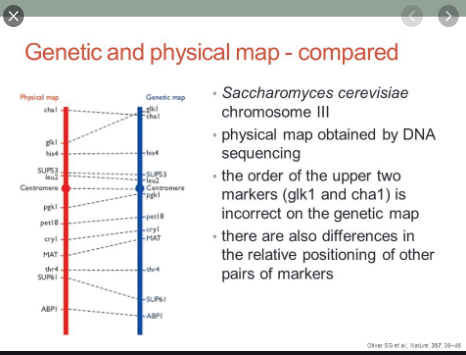 Genetic and physical map - compared
Physical map
Genetic map
cha1
glk1
his4
SUP53
leu2
Centromere
pgk1
pet18
cry1
MAT
thr4
SUP61
ABP1
glk1
cha1
his4
SUP53
leu2
Centromere
pgk1
pet18
cry1
MAT
thr4
SUP61
ABP1
• Saccharomyces cerevisiae
chromosome III
• physical map obtained by DNA
sequencing
• the order of the upper two
markers (glk1 and cha1) is
incorrect on the genetic map
• there are also differences in
the relative positioning of other
pairs of markers
Oliver SG et al., Nature, 357, 38–46